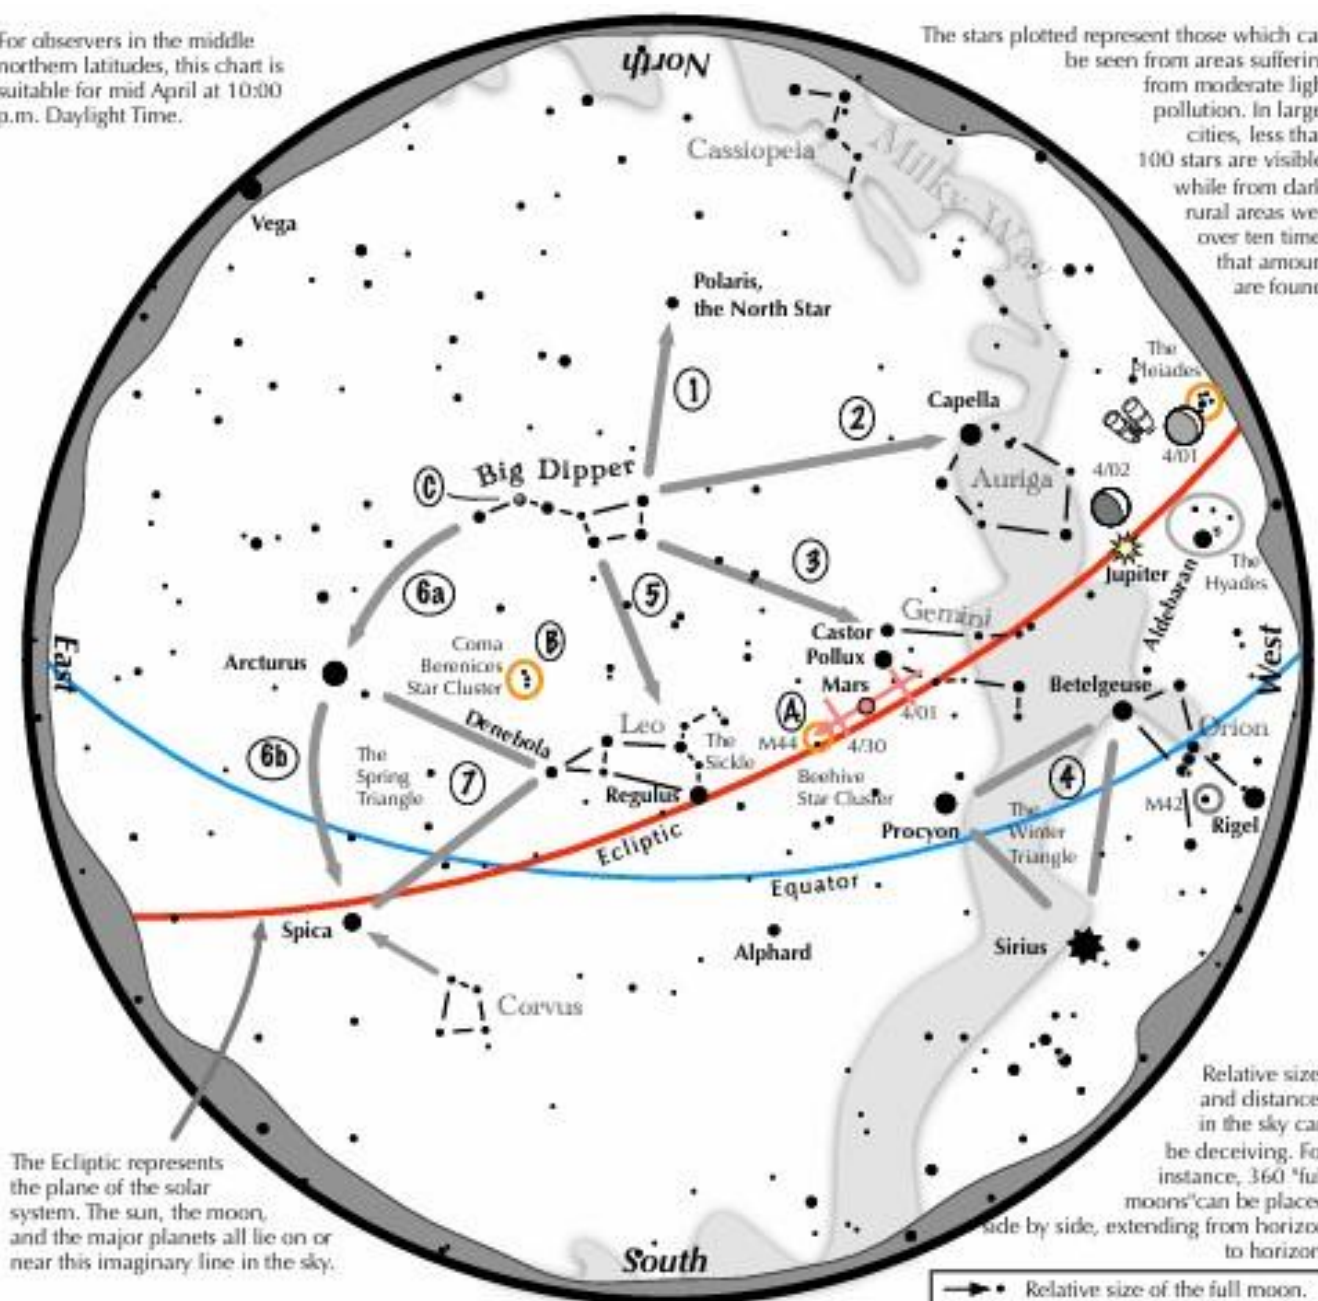 For observers in the middle
northern latitudes, this chart is
suitable for mid April at 10:00
p.m. Daylight Time.
The stars plotted represent those which ca
be seen from areas sufferin
from moderate ligh
pollution. In large
cities, less tha
100 stars are visible
while from dark
rural areas we
over ten time
that amoun
are found
North
Cassiopeia
Milky Way
Vega
Polaris,
the North Star
1
The
Pleiades
Capella
2
4/01
4/02
Big Dipper
C
Auriga
3
Jupiter
The
Hyades
Aldebaran
6a
5
Gemini
Castor
Pollux
B
Coma
Berenices
Star Cluster
East
West
Arcturus
Mars
4/01
Betelgeuse
A
M44
4/30
Leo
The
Sickle
Denebola
Orion
6b
The
Spring
Triangle
7
Regulus
Beehive
Star Cluster
4
M42
Rigel
Procyon
The
Winter
Triangle
Ecliptic
Equator
Spica
Alphard
Sirius
Corvus
The Ecliptic represents
the plane of the solar
system. The sun, the moon,
and the major planets all lie on or
near this imaginary line in the sky.
Relative size
and distance
in the sky ca
be deceiving. Fo
instance, 360 "ful
moons"can be place
side by side, extending from horizo
to horizon
South
Relative size of the full moon.